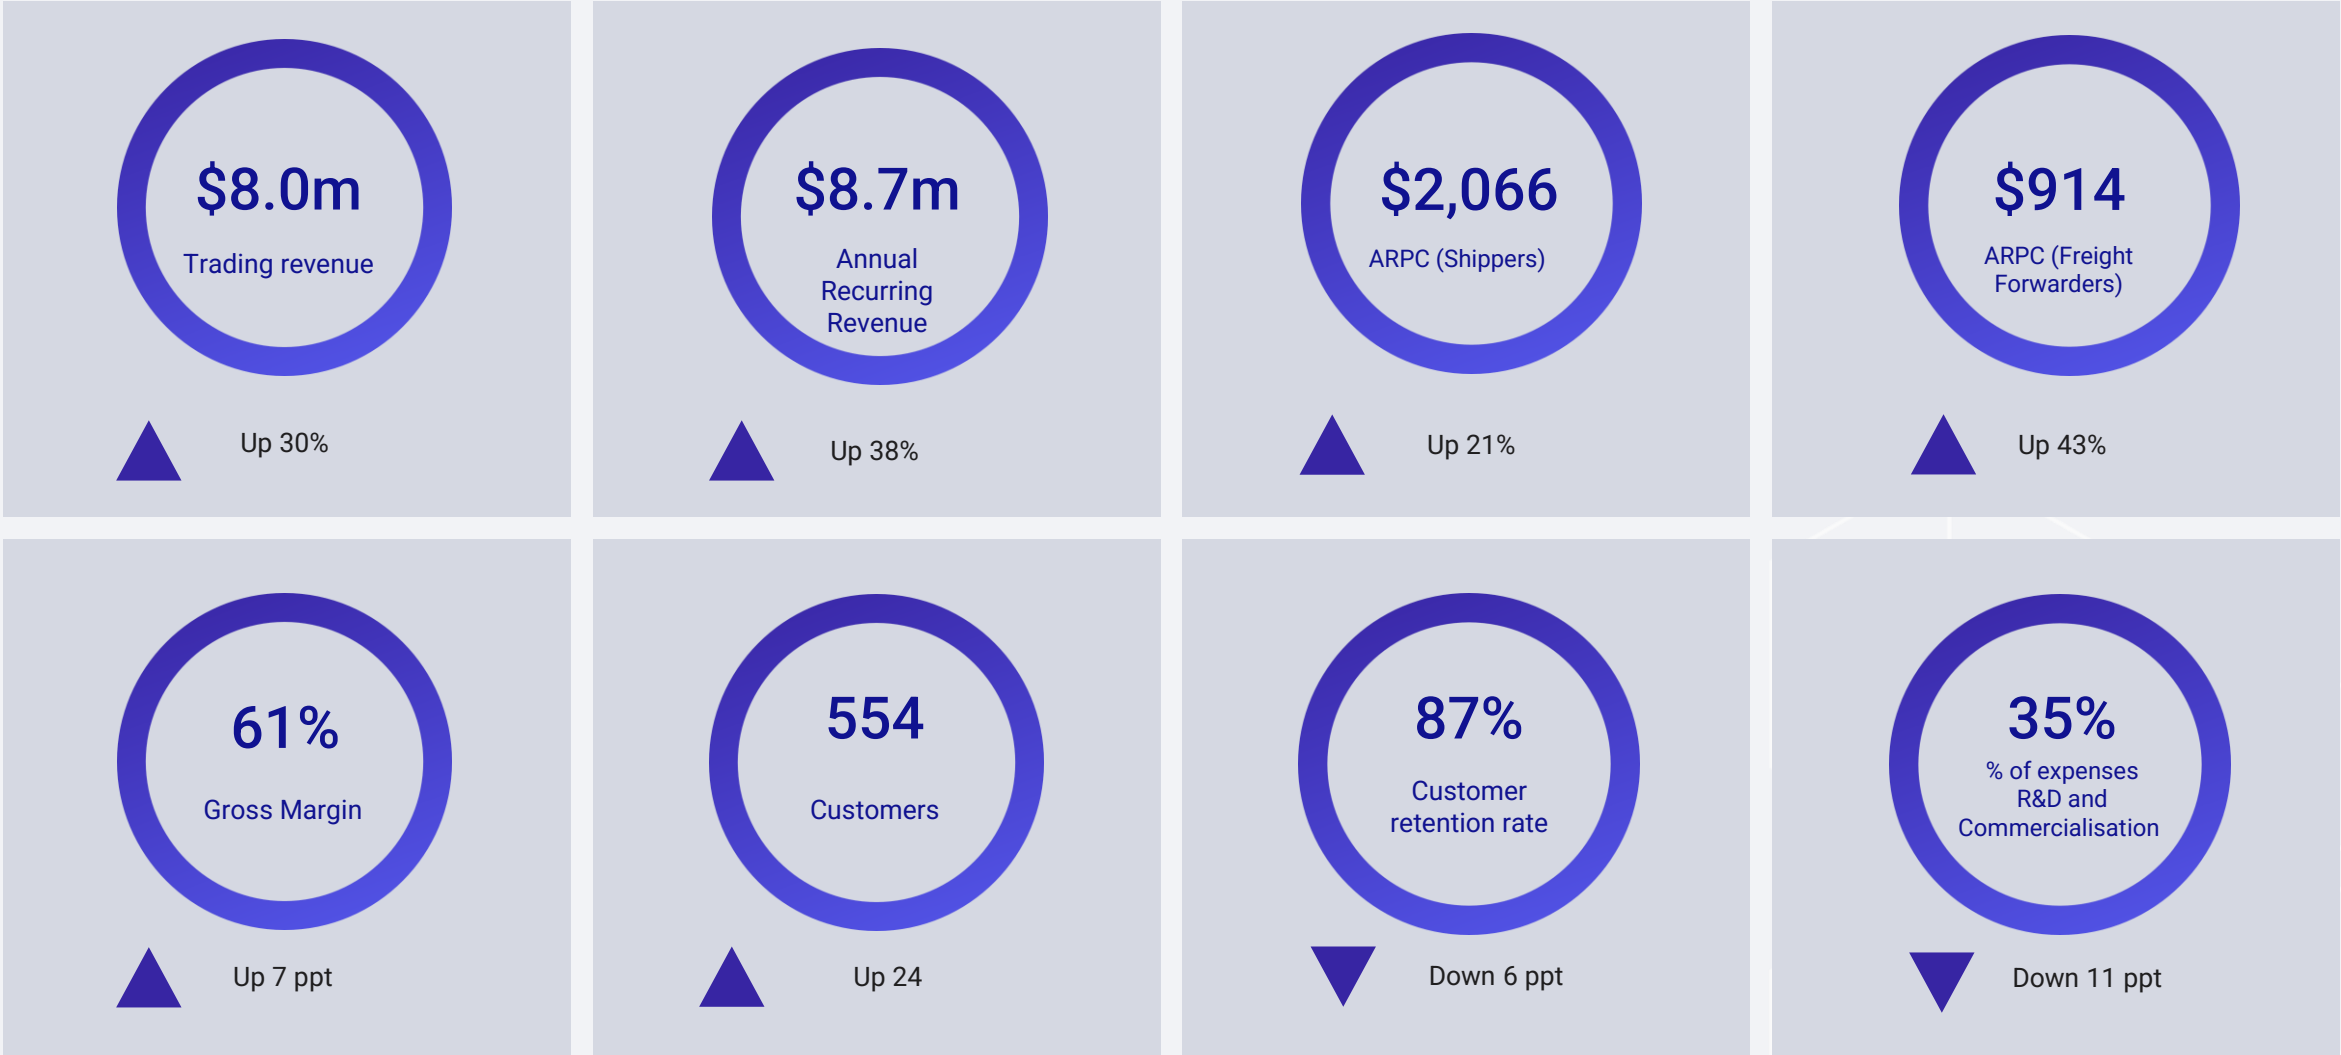 $8.0m
Trading revenue
Up 30%
$8.7m
Annual
Recurring
Revenue
Up 38%
$2,066
ARPC (Shippers)
Up 21%
$914
ARPC (Freight
Forwarders)
Up 43%
61%
Gross Margin
Up 7 ppt
554
Customers
Up 24
87%
Customer
retention rate
Down 6 ppt
35%
% of expenses
R&D and
Commercialisation
Down 11 ppt